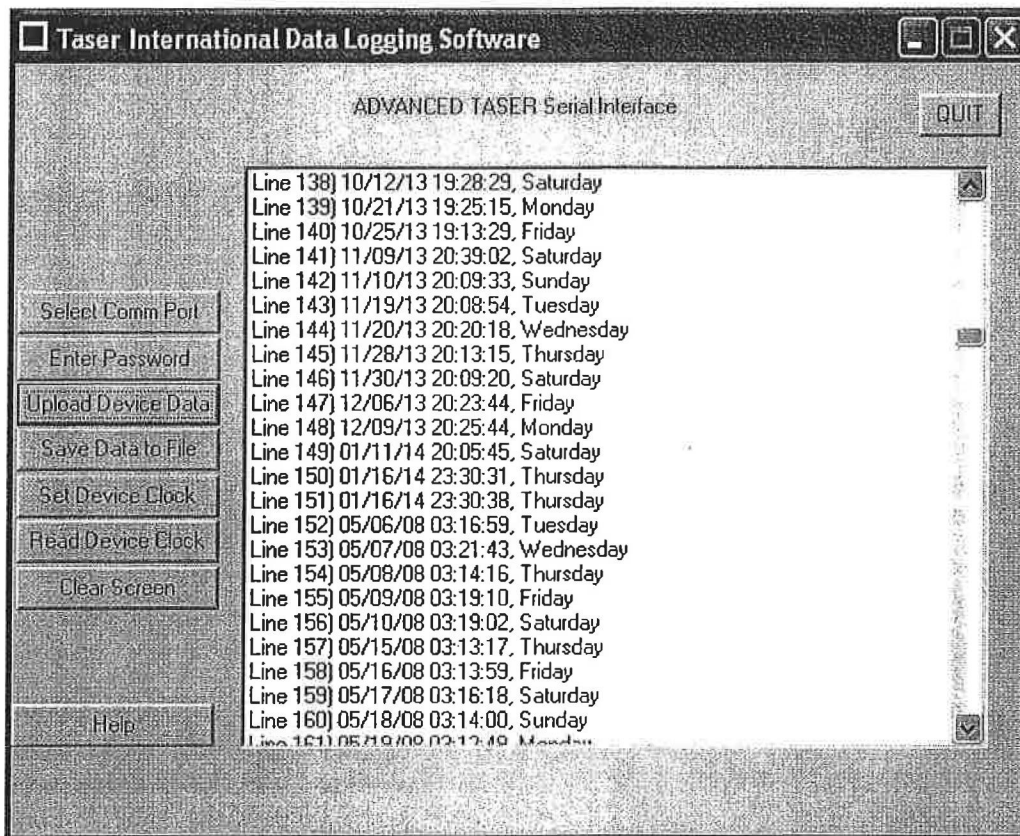 Taser International Data Logging Software
ADVANCED TASER Serial Interface
QUIT
Line 138) 10/12/13 19:28:29, Saturday
Line 139) 10/21/13 19:25:15, Monday
Line 140) 10/25/13 19:13:29, Friday
Line 141) 11/09/13 20:39:02, Saturday
Line 142) 11/10/13 20:09:33, Sunday
Line 143) 11/19/13 20:08:54, Tuesday
Line 144) 11/20/13 20:20:18, Wednesday
Line 145) 11/28/13 20:13:15, Thursday
Line 146) 11/30/13 20:09:20, Saturday
Line 147) 12/06/13 20:23:44, Friday
Line 148) 12/09/13 20:25:44, Monday
Line 149) 01/11/14 20:05:45, Saturday
Line 150) 01/16/14 23:30:31, Thursday
Line 151) 01/16/14 23:30:38, Thursday
Line 152) 05/06/08 03:16:59, Tuesday
Line 153) 05/07/08 03:21:43, Wednesday
Line 154) 05/08/08 03:14:16, Thursday
Line 155) 05/09/08 03:19:10, Friday
Line 156) 05/10/08 03:19:02, Saturday
Line 157) 05/15/08 03:13:17, Thursday
Line 158) 05/16/08 03:13:59, Friday
Line 159) 05/17/08 03:16:18, Saturday
Line 160) 05/18/08 03:14:00, Sunday
Line 161) 05/19/08 03:12:49, Monday
Select Comm Port
Enter Password
Upload Device Data
Save Data to File
Set Device Clock
Read Device Clock
Clear Screen
Help